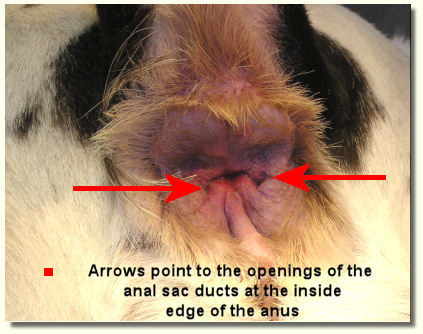 Arrows point to the openings of the
anal sac ducts at the inside
edge of the anus